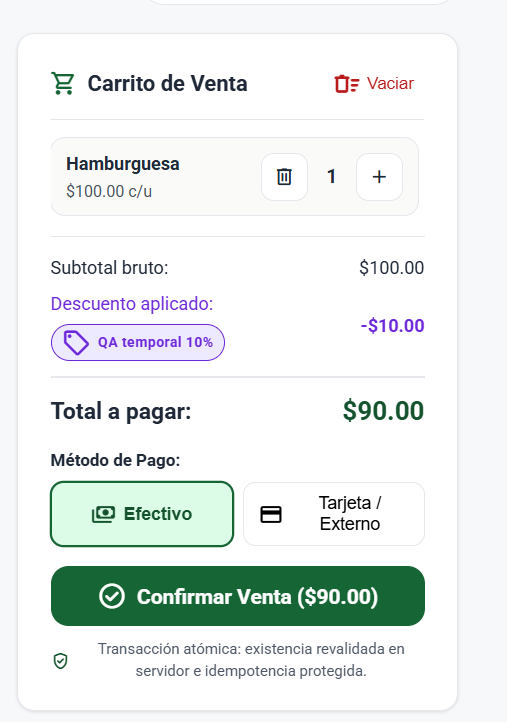 Carrito de Venta
Vaciar
Hamburguesa
$100.00 c/u
1
+
Subtotal bruto:
$100.00
Descuento aplicado:
QA temporal 10%
-$10.00
Total a pagar:
$90.00
Método de Pago:
Efectivo
Tarjeta /
Externo
Confirmar Venta ($90.00)
Transacción atómica: existencia revalidada en
servidor e idempotencia protegida.